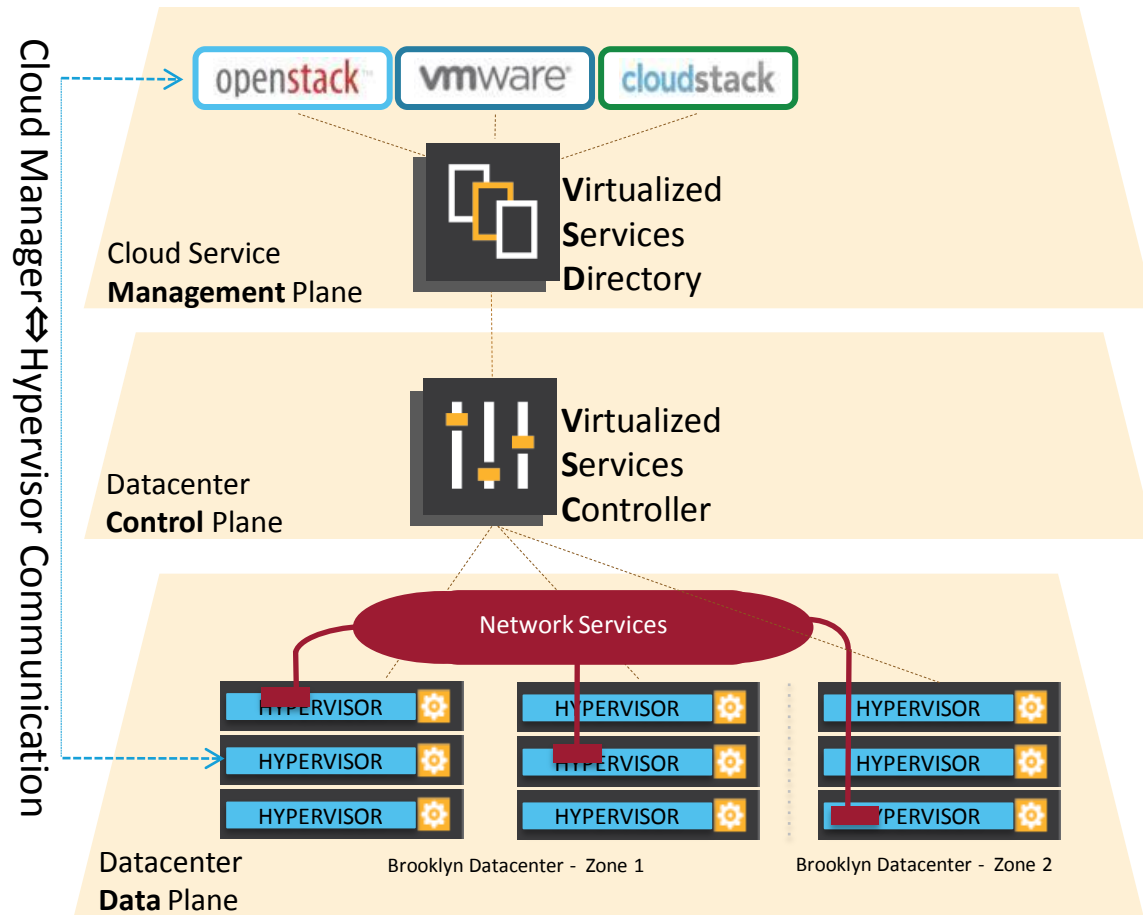 Cloud Manager⇔Hypervisor Communication
openstack™
vmware®
cloudstack
Virtualized
Services
Directory
Cloud Service
Management Plane
Virtualized
Services
Controller
Datacenter
Control Plane
Network Services
HYPERVISOR
HYPERVISOR
HYPERVISOR
HYPERVISOR
HYPERVISOR
HYPERVISOR
HYPERVISOR
HYPERVISOR
HYPERVISOR
Brooklyn Datacenter - Zone 1
Brooklyn Datacenter - Zone 2
Datacenter
Data Plane